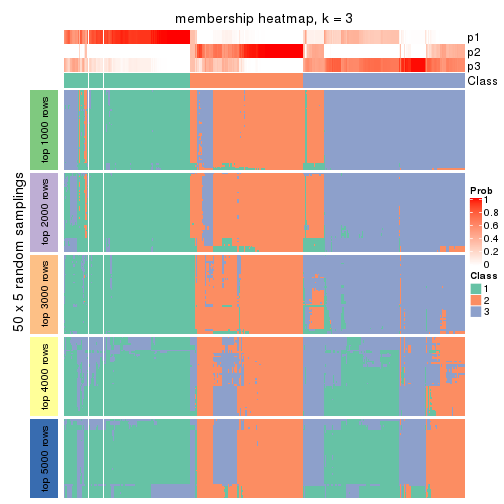 membership heatmap, k = 3
p1
p2
p3
Class
50 x 5 random samplings
top 1000 rows
top 2000 rows
top 3000 rows
top 4000 rows
top 5000 rows
Prob
1
0.8
0.6
0.4
0.2
0
Class
1
2
3